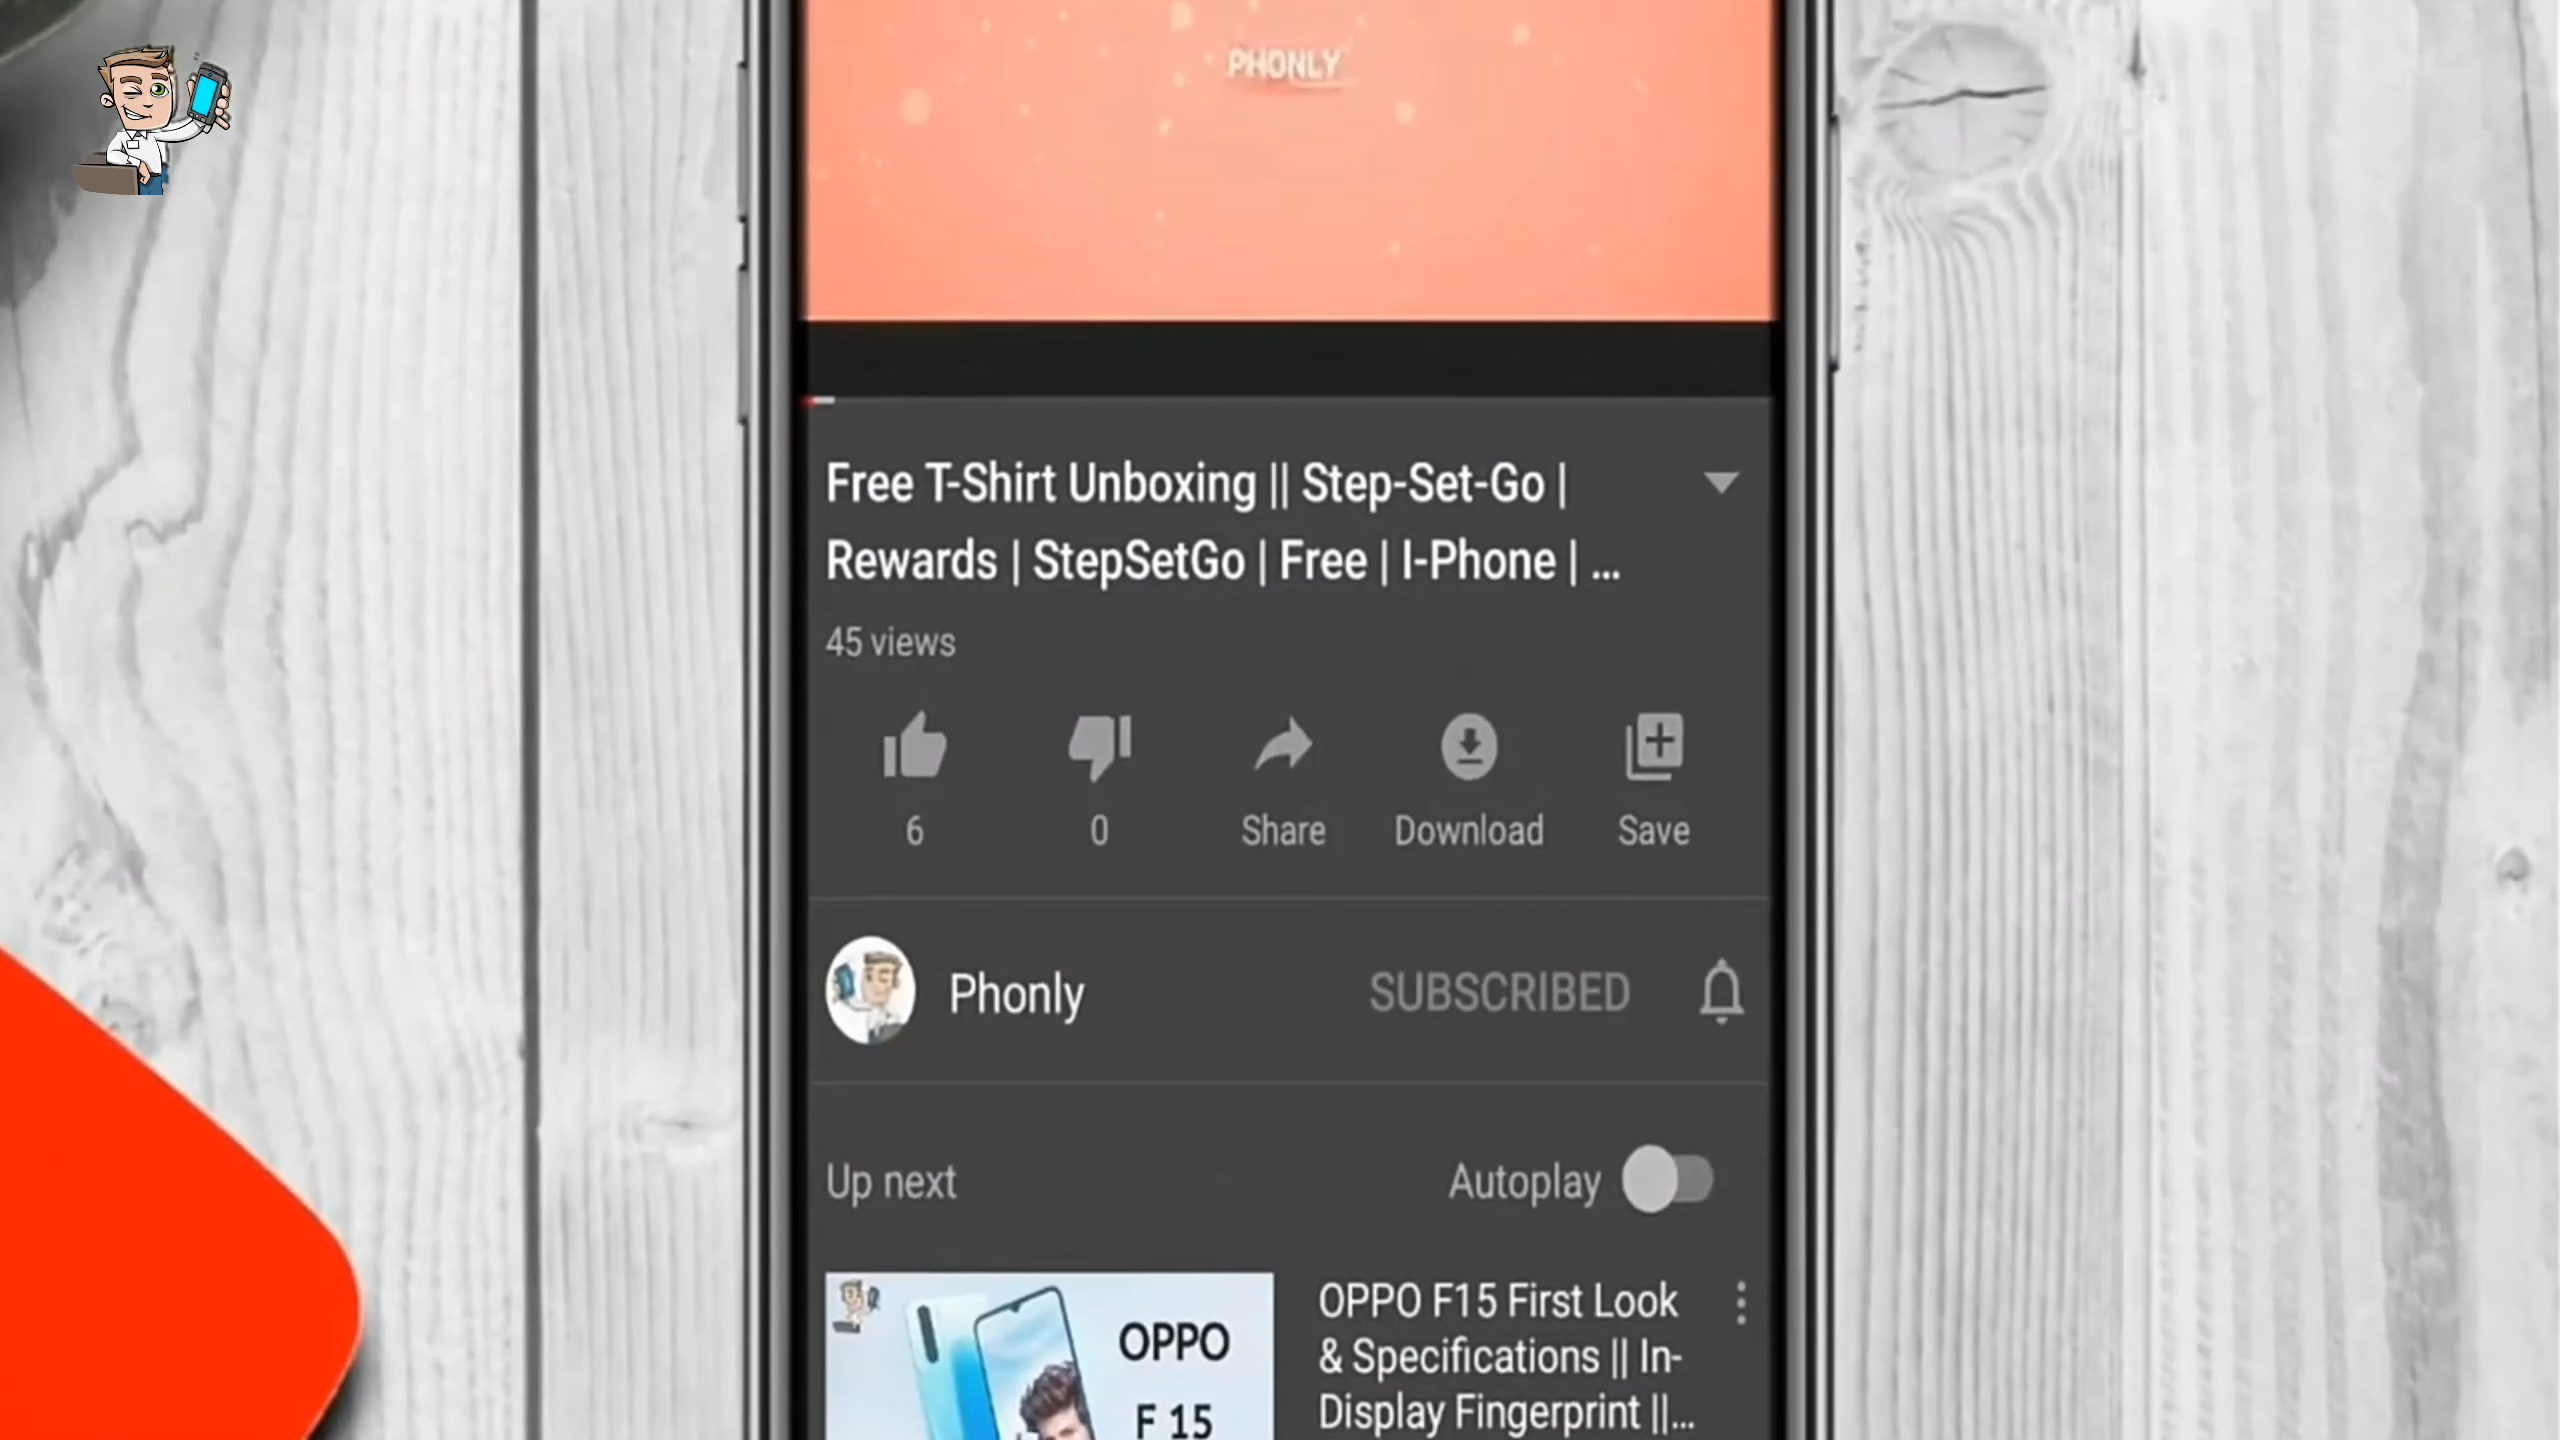 PHONLY
Free T-Shirt Unboxing || Step-Set-Go |
Rewards | StepSetGo | Free | I-Phone | ...
45 views
6
0
Share
Download
Save
Phonly
SUBSCRIBED
Up next
Autoplay
OPPO
F 15
OPPO F15 First Look
& Specifications || In-
Display Fingerprint ||...